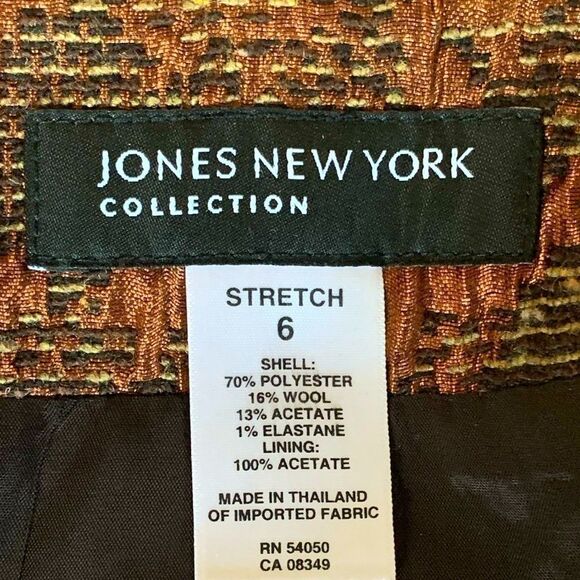 JONES NEW YORK
COLLECTION
STRETCH
6
SHELL:
70% POLYESTER
16% WOOL
13% ACETATE
1% ELASTANE
LINING:
100% ACETATE
MADE IN THAILAND
OF IMPORTED FABRIC
RN 54050
CA 08349